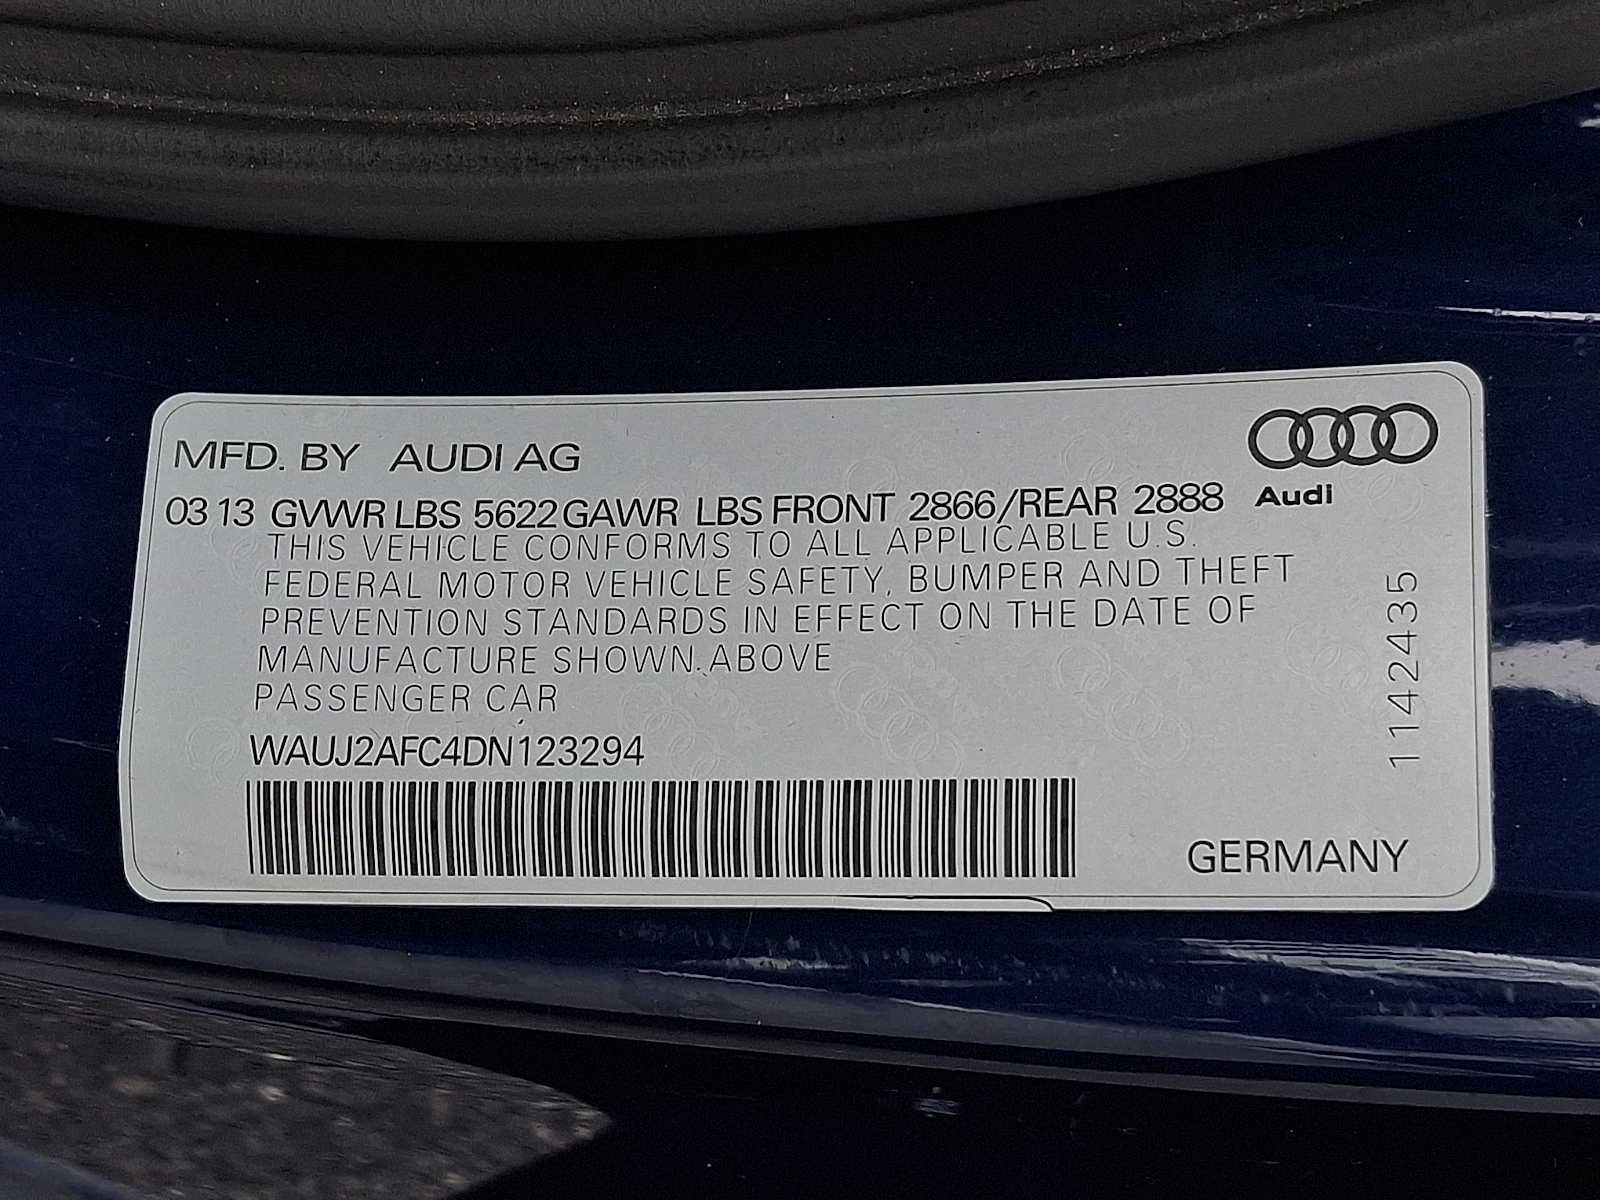 MFD. BY AUDI AG
03 13 GVWR LBS 5622 GAWR LBS FRONT 2866/REAR 2888
Audi
THIS VEHICLE CONFORMS TO ALL APPLICABLE U.S.
FEDERAL MOTOR VEHICLE SAFETY, BUMPER AND THEFT
PREVENTION STANDARDS IN EFFECT ON THE DATE OF
MANUFACTURE SHOWN.ABOVE
PASSENGER CAR
WAUJ2AFC4DN123294
1142435
GERMANY